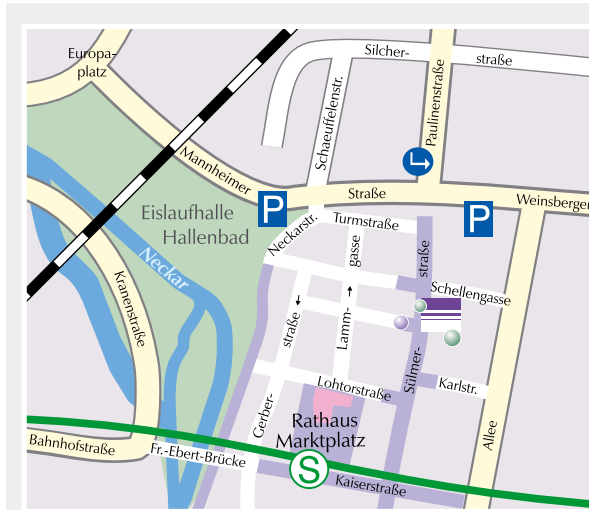 Europa-
platz
Silcher-
straße
Schaeuffelenstr.
Paulinenstraße
Mannheimer
Straße
Weinsberger
P
P
Eislaufhalle
Hallenbad
Neckarstr.
Turmstraße
Neckar
gasse
straße
Schellengasse
Kranenstraße
straße
Lamm-
Sülmer-
Lohtorstraße
Karlstr.
Gerber-
Rathaus
Marktplatz
Allee
Bahnhofstraße
Fr.-Ebert-Brücke
S
Kaiserstraße